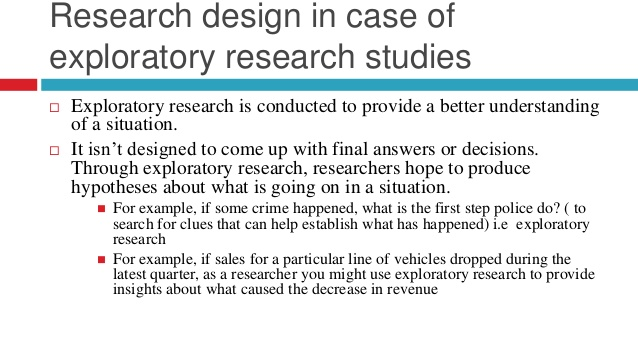 Research design in case of
exploratory research studies
Exploratory research is conducted to provide a better understanding
of a situation.
It isn’t designed to come up with final answers or decisions.
Through exploratory research, researchers hope to produce
hypotheses about what is going on in a situation.
For example, if some crime happened, what is the first step police do? ( to
search for clues that can help establish what has happened) i.e exploratory
research
For example, if sales for a particular line of vehicles dropped during the
latest quarter, as a researcher you might use exploratory research to provide
insights about what caused the decrease in revenue